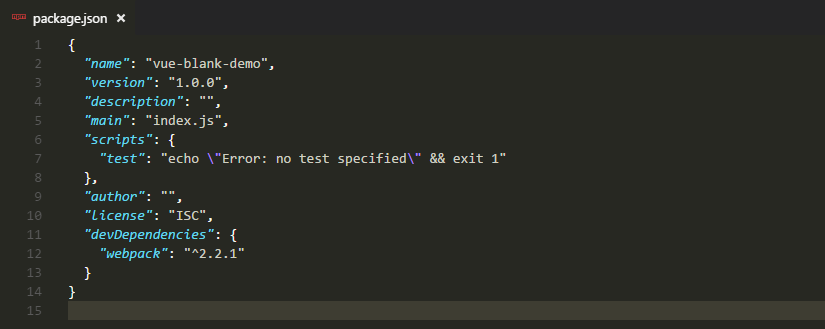 npm package.json ×
1 {
2   "name": "vue-blank-demo",
3   "version": "1.0.0",
4   "description": "",
5   "main": "index.js",
6   "scripts": {
7     "test": "echo \"Error: no test specified\" && exit 1"
8   },
9   "author": "",
10   "license": "ISC",
11   "devDependencies": {
12     "webpack": "^2.2.1"
13   }
14 }
15